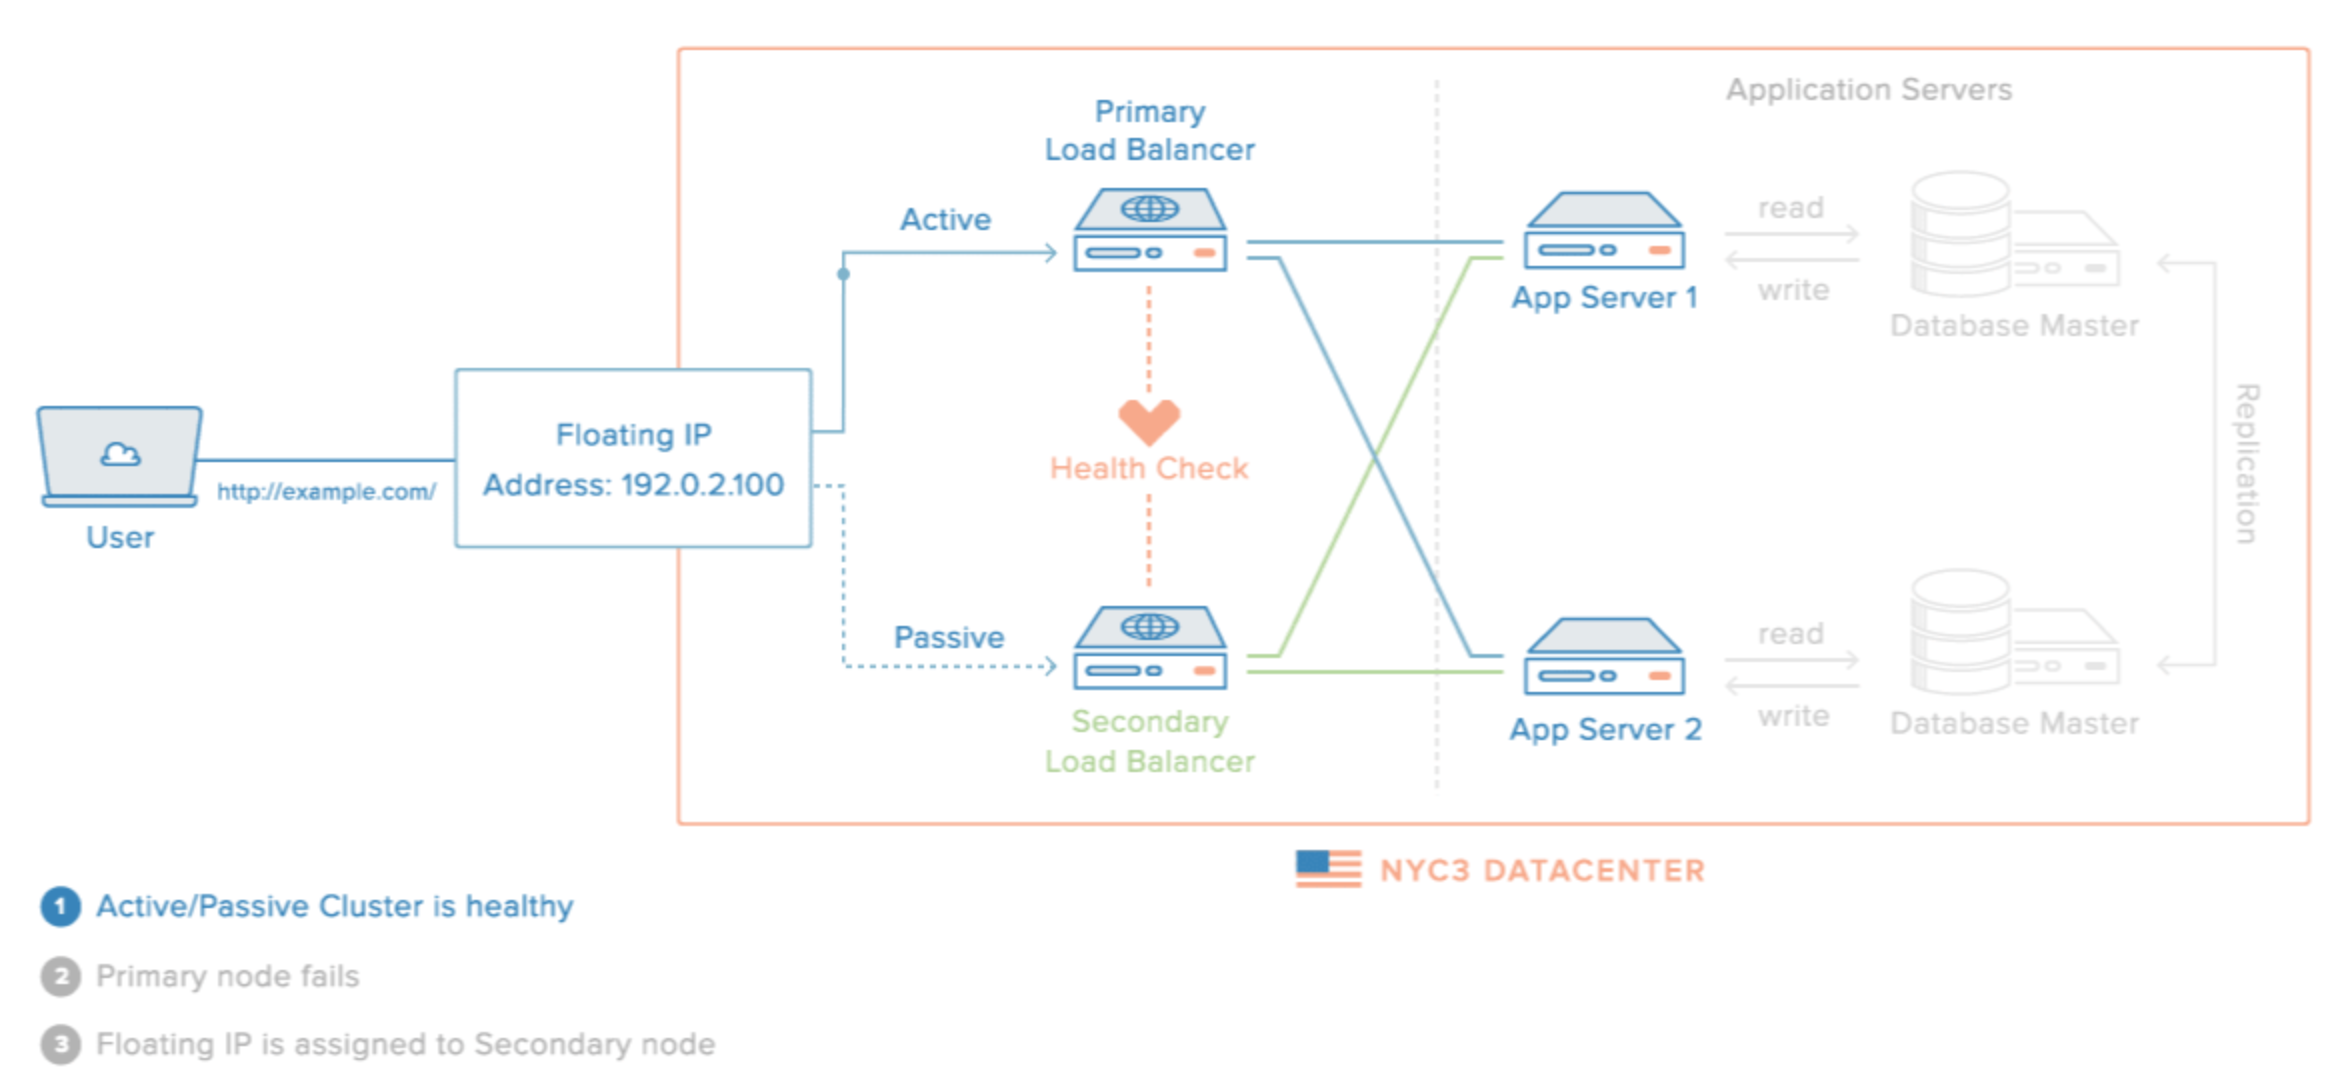 Application Servers
Primary
Load Balancer
Active
read
write
App Server 1
Database Master
Floating IP
Address: 192.0.2.100
http://example.com/
User
Health Check
Replication
Passive
read
write
Secondary
Load Balancer
App Server 2
Database Master
NYC3 DATACENTER
1 Active/Passive Cluster is healthy
2 Primary node fails
3 Floating IP is assigned to Secondary node